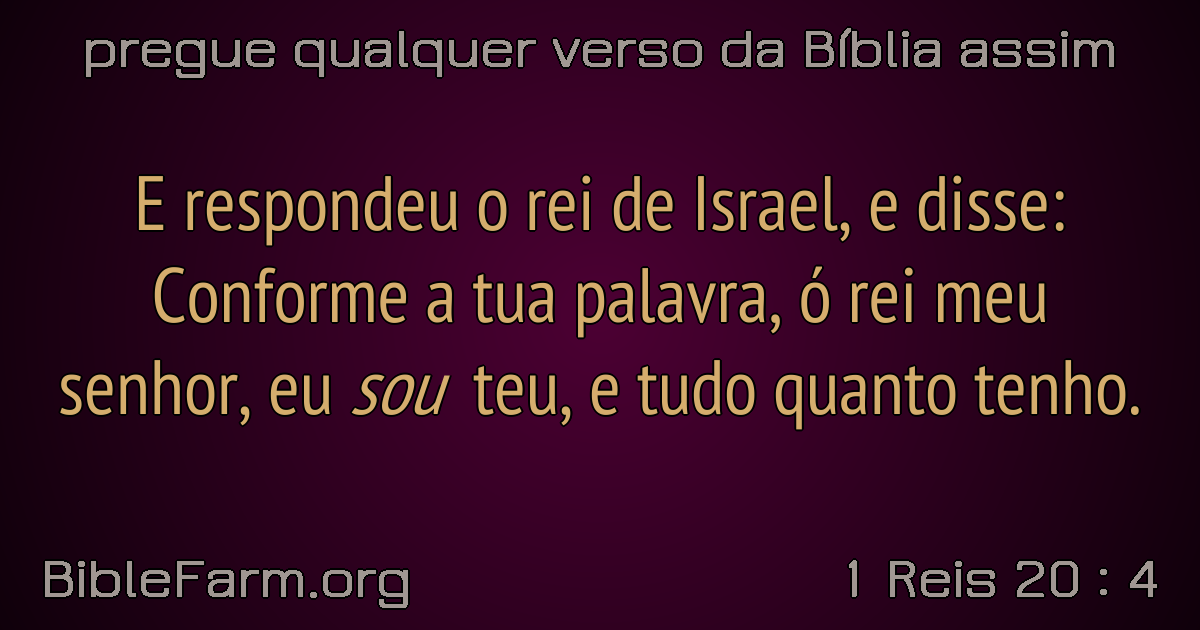 pregue qualquer verso da Bíblia assim
E respondeu o rei de Israel, e disse:
Conforme a tua palavra, ó rei meu
senhor, eu sou teu, e tudo quanto tenho.
BibleFarm.org
1 Reis 20 : 4